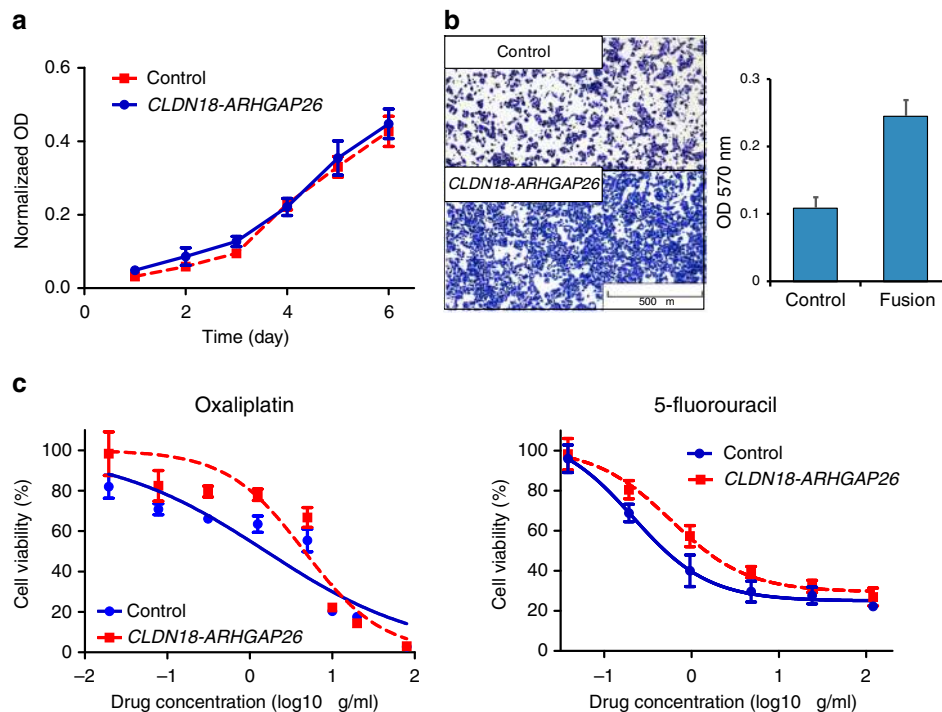 a
Normalizaed OD
0.6
0.4
0.2
0.0
0 2 4 6
Time (day)
Control
CLDN18-ARHGAP26
b
Control
CLDN18-ARHGAP26
500 m
OD 570 nm
0.3
0.2
0.1
0
Control Fusion
c
Oxaliplatin
Cell viability (%)
100
80
60
40
20
0
−2 −1 0 1 2
Drug concentration (log10 g/ml)
Control
CLDN18-ARHGAP26
5-fluorouracil
Cell viability (%)
100
80
60
40
20
0
−1 0 1 2
Drug concentration (log10 g/ml)
Control
CLDN18-ARHGAP26